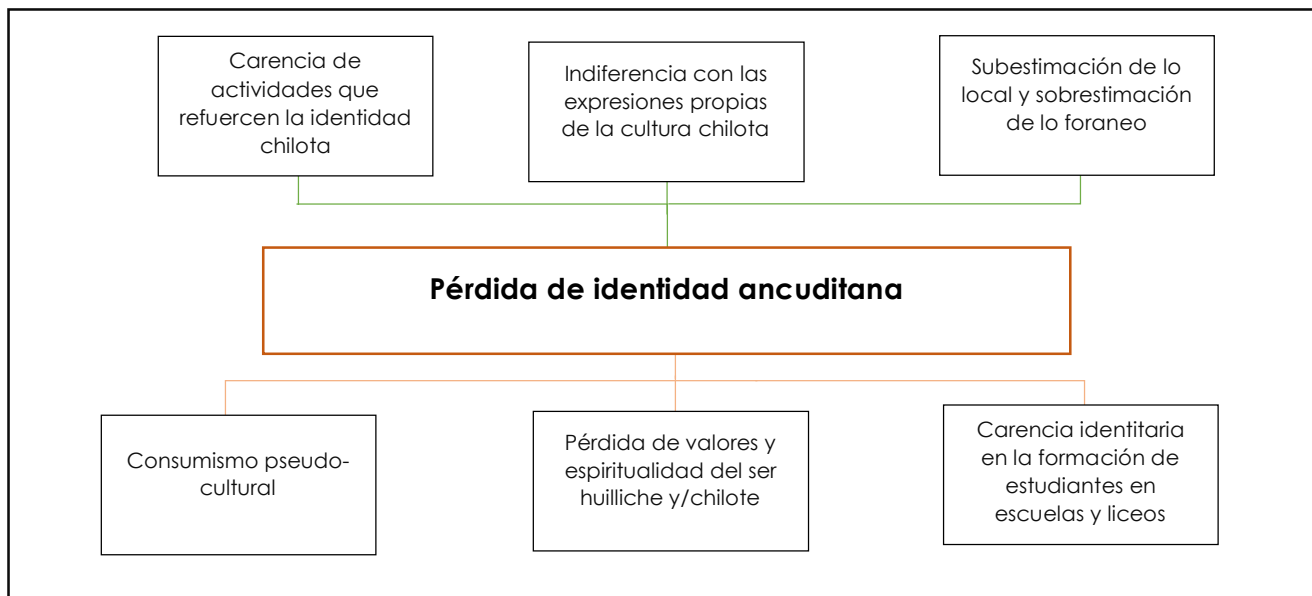 Carencia de
actividades que
refuercen la identidad
chilota
Indiferencia con las
expresiones propias
de la cultura chilota
Subestimación de lo
local y sobrestimación
de lo foraneo
Pérdida de identidad ancuditana
Consumismo pseudo-
cultural
Pérdida de valores y
espiritualidad del ser
huilliche y/chilote
Carencia identitaria
en la formación de
estudiantes en
escuelas y liceos